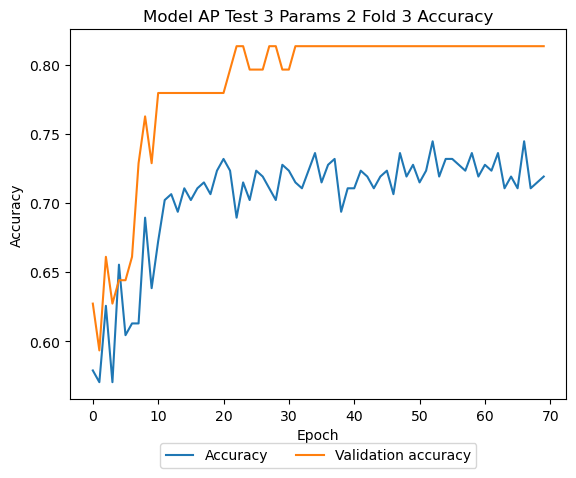 Model AP Test 3 Params 2 Fold 3 Accuracy
Accuracy
0.80
0.75
0.70
0.65
0.60
0 10 20 30 40 50 60 70
Epoch
Accuracy Validation accuracy